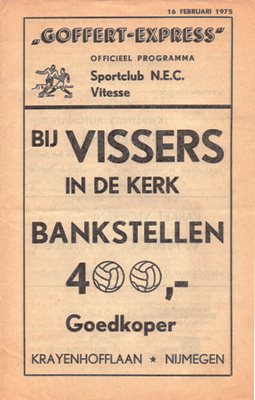 16 FEBRUARI 1975
„GOFFERT-EXPRESS”
OFFICIEEL PROGRAMMA
Sportclub N.E.C.
Vitesse
BIJ VISSERS
IN DE KERK
BANKSTELLEN
400,-
Goedkoper
KRAYENHOFFLAAN ★ NIJMEGEN